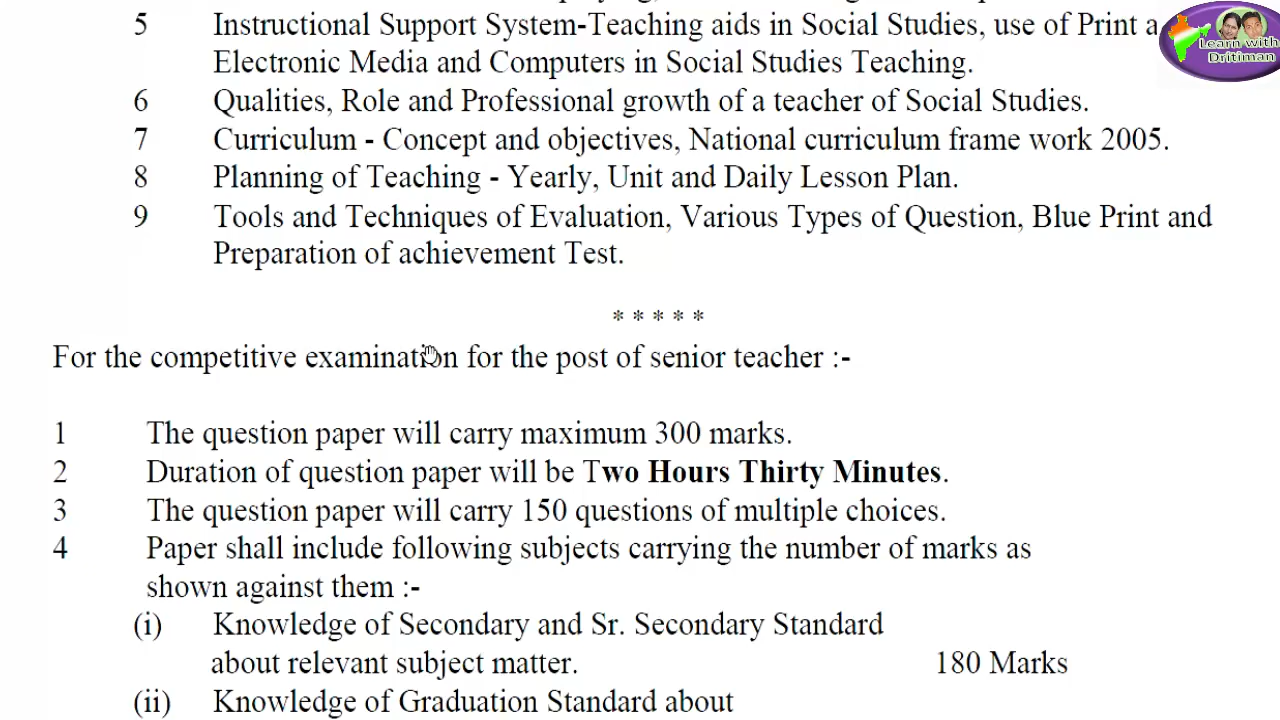 5 Instructional Support System-Teaching aids in Social Studies, use of Print a
Electronic Media and Computers in Social Studies Teaching.
6 Qualities, Role and Professional growth of a teacher of Social Studies.
7 Curriculum - Concept and objectives, National curriculum frame work 2005.
8 Planning of Teaching - Yearly, Unit and Daily Lesson Plan.
9 Tools and Techniques of Evaluation, Various Types of Question, Blue Print and
Preparation of achievement Test.
* * * * *
For the competitive examination for the post of senior teacher :-
1 The question paper will carry maximum 300 marks.
2 Duration of question paper will be Two Hours Thirty Minutes.
3 The question paper will carry 150 questions of multiple choices.
4 Paper shall include following subjects carrying the number of marks as
shown against them :-
(i) Knowledge of Secondary and Sr. Secondary Standard
about relevant subject matter. 180 Marks
(ii) Knowledge of Graduation Standard about
Learn with
Dritiman